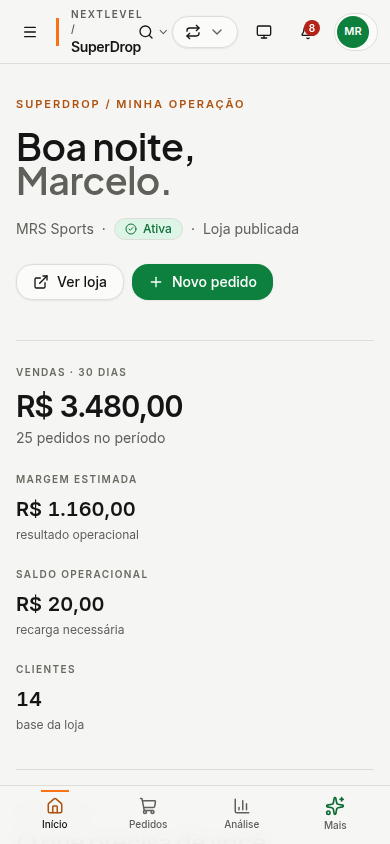 NEXTLEVEL
/
SuperDrop
8
MR
SUPERDROP / MINHA OPERAÇÃO
Boa noite,
Marcelo.
MRS Sports · Ativa · Loja publicada
Ver loja
Novo pedido
VENDAS · 30 DIAS
R$ 3.480,00
25 pedidos no período
MARGEM ESTIMADA
R$ 1.160,00
resultado operacional
SALDO OPERACIONAL
R$ 20,00
recarga necessária
CLIENTES
14
base da loja
Início
Pedidos
Análise
Mais